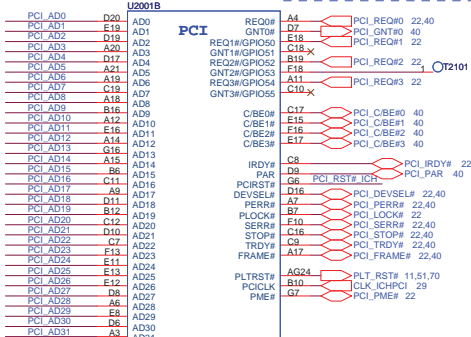 U2001B
PCI
PCI_AD0 D20 AD0
PCI_AD1 E19 AD1
PCI_AD2 D19 AD2
PCI_AD3 A20 AD3
PCI_AD4 D17 AD4
PCI_AD5 A21 AD5
PCI_AD6 A19 AD6
PCI_AD7 C19 AD7
PCI_AD8 A18 AD8
PCI_AD9 B16 AD9
PCI_AD10 A12 AD10
PCI_AD11 E16 AD11
PCI_AD12 A14 AD12
PCI_AD13 G16 AD13
PCI_AD14 A15 AD14
PCI_AD15 B6 AD15
PCI_AD16 C11 AD16
PCI_AD17 A9 AD17
PCI_AD18 D11 AD18
PCI_AD19 B12 AD19
PCI_AD20 C12 AD20
PCI_AD21 D10 AD21
PCI_AD22 C7 AD22
PCI_AD23 F13 AD23
PCI_AD24 E11 AD24
PCI_AD25 E13 AD25
PCI_AD26 E12 AD26
PCI_AD27 D8 AD27
PCI_AD28 A6 AD28
PCI_AD29 E8 AD29
PCI_AD30 D6 AD30
PCI_AD31 A3
REQ0# A4 PCI_REQ#0 22,40
GNT0# D7 PCI_GNT#0 40
REQ1#/GPIO50 E18 PCI_REQ#1 22
GNT1#/GPIO51 C18
REQ2#/GPIO52 B19 PCI_REQ#2 22
GNT2#/GPIO53 F18 1 T2101
REQ3#/GPIO54 A11 PCI_REQ#3 22
GNT3#/GPIO55 C10
C/BE0# C17 PCI_C/BE#0 40
C/BE1# E15 PCI_C/BE#1 40
C/BE2# F16 PCI_C/BE#2 40
C/BE3# E17 PCI_C/BE#3 40
IRDY# C8 PCI_IRDY# 22
PAR D9 PCI_PAR 40
PCIRST# G6 PCI_RST#_ICH
DEVSEL# D16 PCI_DEVSEL# 22,40
PERR# A7 PCI_PERR# 22,40
PLOCK# B7 PCI_LOCK# 22
SERR# F10 PCI_SERR# 22,40
STOP# C16 PCI_STOP# 22,40
TRDY# C9 PCI_TRDY# 22,40
FRAME# A17 PCI_FRAME# 22,40
PLTRST# AG24 PLT_RST# 11,51,70
PCICLK B10 CLK_ICHPCI 29
PME# G7 PCI_PME# 22